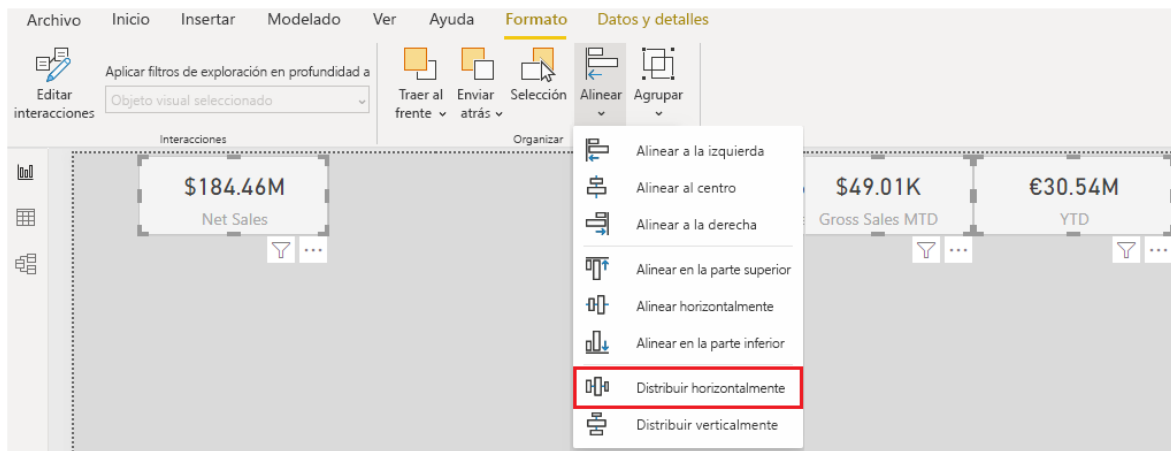 Archivo Inicio Insertar Modelado Ver Ayuda Formato Datos y detalles
Editar interacciones
Aplicar filtros de exploración en profundidad a
Objeto visual seleccionado
Interacciones
Traer al frente
Enviar atrás
Selección
Alinear
Agrupar
Organizar
Alinear a la izquierda
Alinear al centro
Alinear a la derecha
Alinear en la parte superior
Alinear horizontalmente
Alinear en la parte inferior
Distribuir horizontalmente
Distribuir verticalmente
$184.46M
Net Sales
$49.01K
Gross Sales MTD
€30.54M
YTD